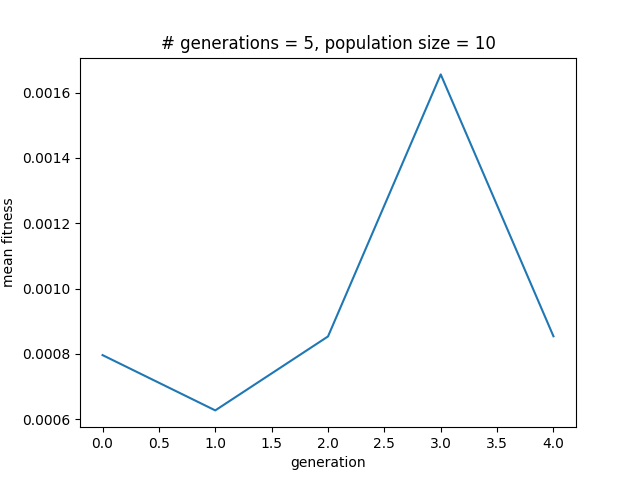 # generations = 5, population size = 10
0.0016
0.0014
0.0012
0.0010
0.0008
0.0006
mean fitness
0.0 0.5 1.0 1.5 2.0 2.5 3.0 3.5 4.0
generation